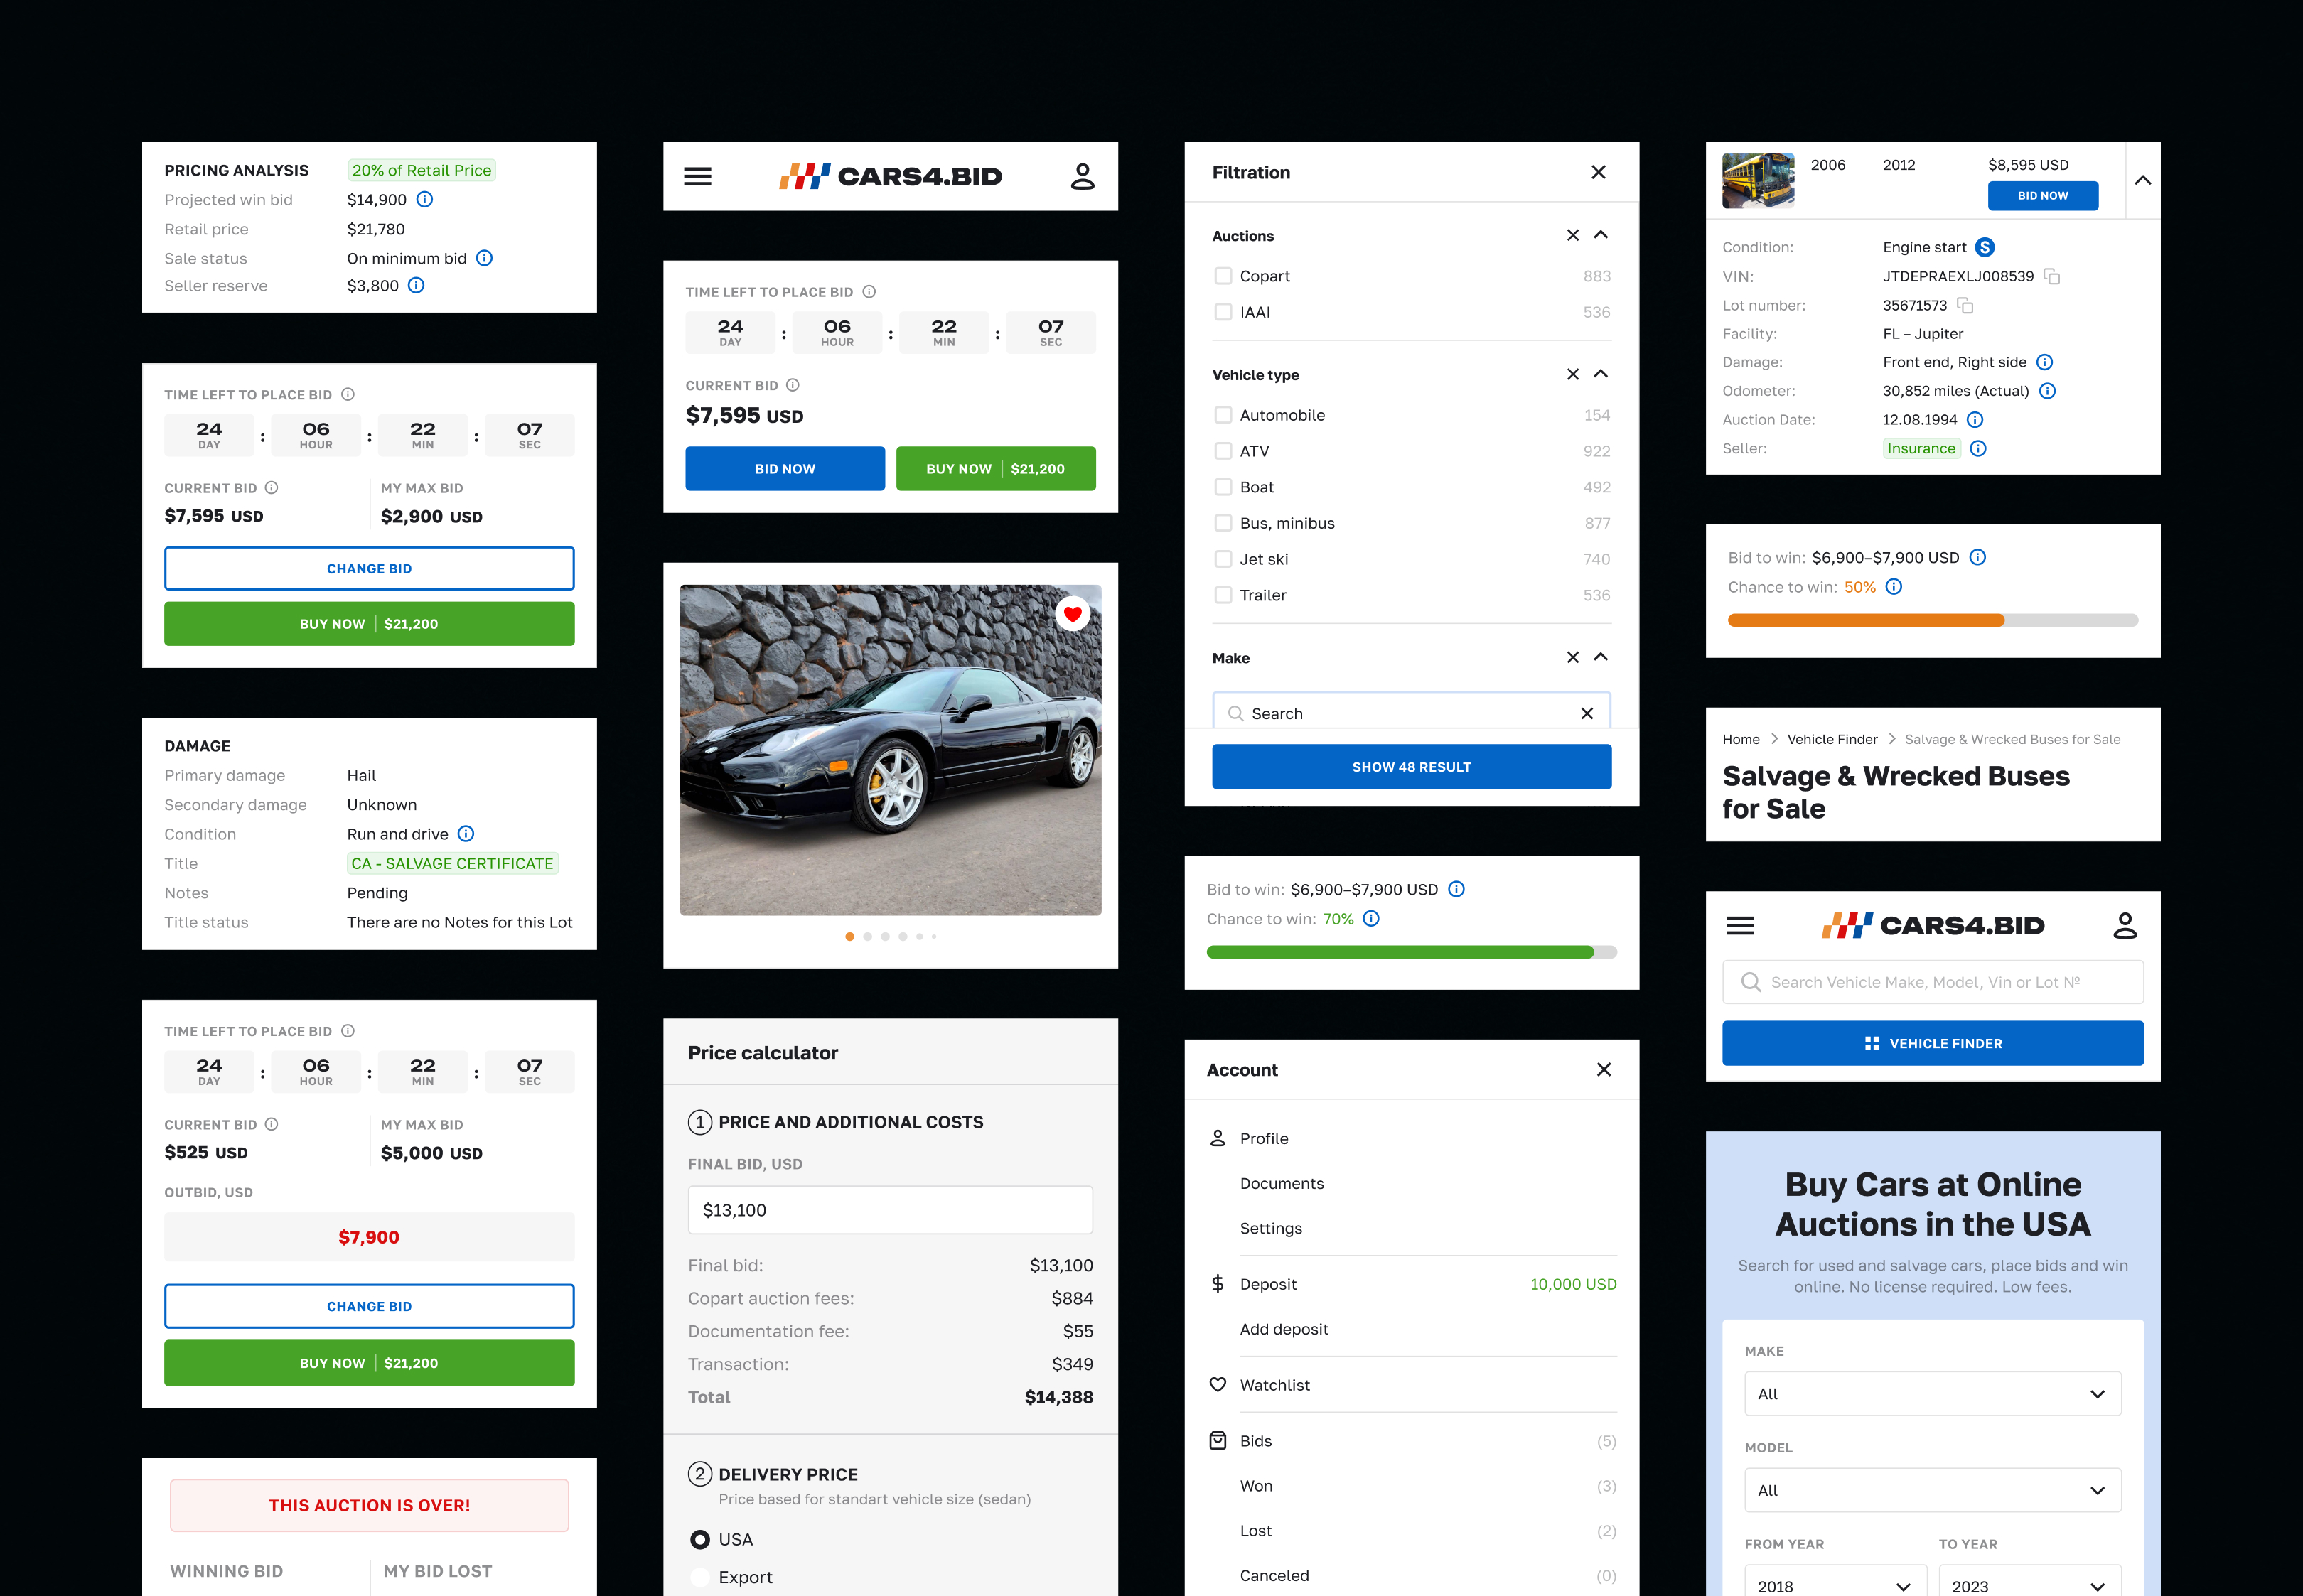 PRICING ANALYSIS 20% of Retail Price
Projected win bid $14,900
Retail price $21,780
Sale status On minimum bid
Seller reserve $3,800
TIME LEFT TO PLACE BID
24 : 06 : 22 : 07
DAY HOUR MIN SEC
CURRENT BID MY MAX BID
$7,595 USD $2,900 USD
CHANGE BID
BUY NOW $21,200
DAMAGE
Primary damage Hail
Secondary damage Unknown
Condition Run and drive
Title CA - SALVAGE CERTIFICATE
Notes Pending
Title status There are no Notes for this Lot
TIME LEFT TO PLACE BID
24 : 06 : 22 : 07
DAY HOUR MIN SEC
CURRENT BID MY MAX BID
$525 USD $5,000 USD
OUTBID, USD
$7,900
CHANGE BID
BUY NOW $21,200
THIS AUCTION IS OVER!
WINNING BID MY BID LOST
CARS4.BID
TIME LEFT TO PLACE BID
24 : 06 : 22 : 07
DAY HOUR MIN SEC
CURRENT BID
$7,595 USD
BID NOW BUY NOW $21,200
Price calculator
1 PRICE AND ADDITIONAL COSTS
FINAL BID, USD
$13,100
Final bid: $13,100
Copart auction fees: $884
Documentation fee: $55
Transaction: $349
Total $14,388
2 DELIVERY PRICE
Price based for standart vehicle size (sedan)
USA
Export
Filtration
Auctions
Copart 883
IAAI 536
Vehicle type
Automobile 154
ATV 922
Boat 492
Bus, minibus 877
Jet ski 740
Trailer 536
Make
Search
SHOW 48 RESULT
Bid to win: $6,900–$7,900 USD
Chance to win: 70%
Account
Profile
Documents
Settings
Deposit 10,000 USD
Add deposit
Watchlist
Bids (5)
Won (3)
Lost (2)
Canceled (0)
2006 2012 $8,595 USD
BID NOW
Condition: Engine start S
VIN: JTDEPRAEXLJ008539
Lot number: 35671573
Facility: FL – Jupiter
Damage: Front end, Right side
Odometer: 30,852 miles (Actual)
Auction Date: 12.08.1994
Seller: Insurance
Bid to win: $6,900–$7,900 USD
Chance to win: 50%
Home > Vehicle Finder > Salvage & Wrecked Buses for Sale
Salvage & Wrecked Buses
for Sale
CARS4.BID
Search Vehicle Make, Model, Vin or Lot №
VEHICLE FINDER
Buy Cars at Online
Auctions in the USA
Search for used and salvage cars, place bids and win
online. No license required. Low fees.
MAKE
All
MODEL
All
FROM YEAR TO YEAR
2018 2023